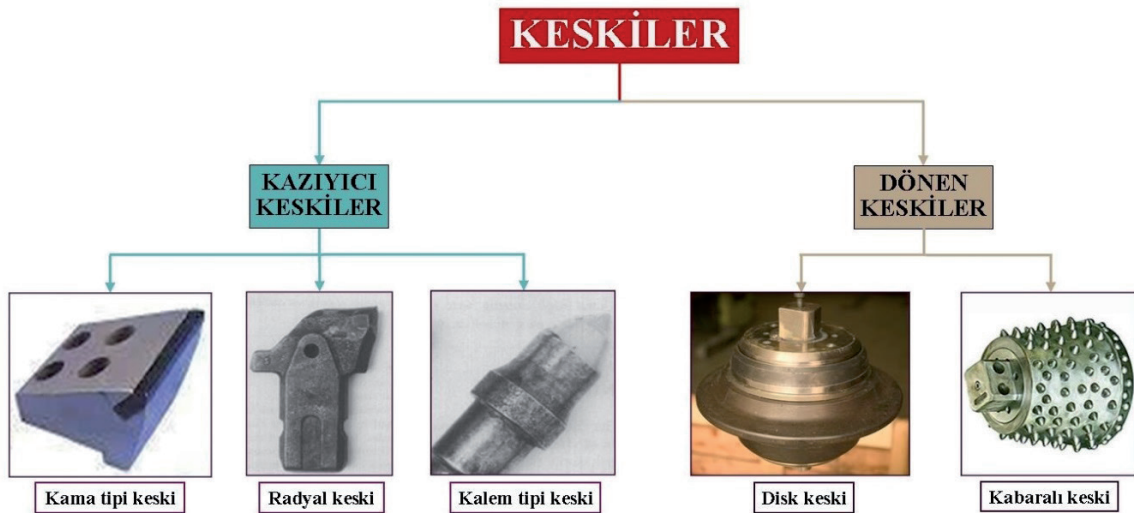 KESKİLER
KAZIYICI
KESKİLER
DÖNEN
KESKİLER
Kama tipi keski
Radyal keski
Kalem tipi keski
Disk keski
Kabaralı keski